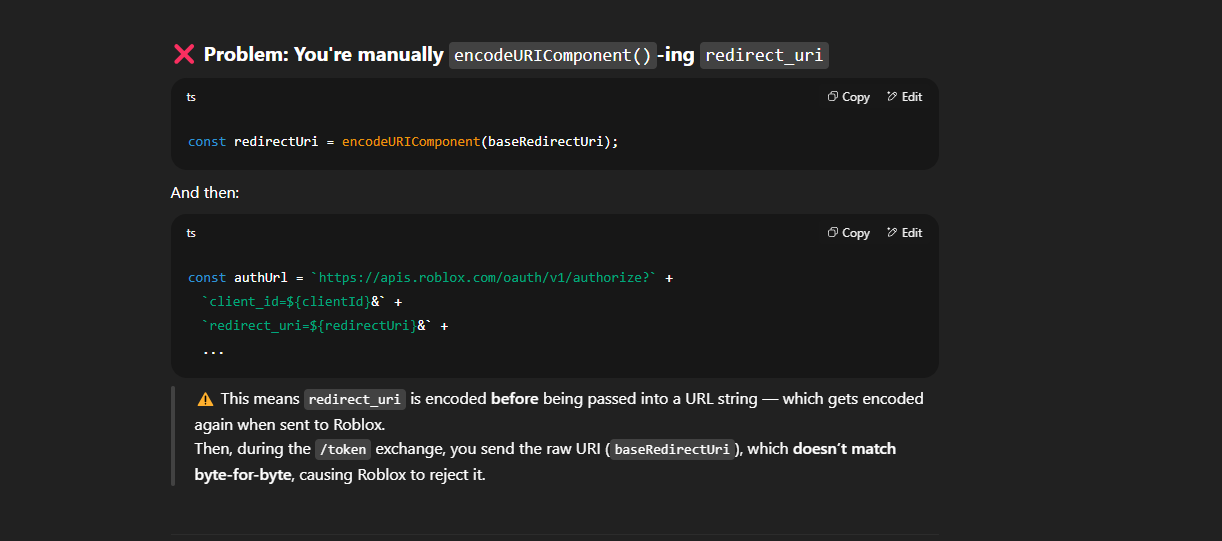 ❌ Problem: You're manually encodeURIComponent()-ing redirect_uri
ts Copy Edit
const redirectUri = encodeURIComponent(baseRedirectUri);
And then:
ts Copy Edit
const authUrl = `https://apis.roblox.com/oauth/v1/authorize?` +
`client_id=${clientId}&` +
`redirect_uri=${redirectUri}&` +
...
⚠️ This means redirect_uri is encoded before being passed into a URL string — which gets encoded
again when sent to Roblox.
Then, during the /token exchange, you send the raw URI (baseRedirectUri), which doesn’t match
byte-for-byte, causing Roblox to reject it.